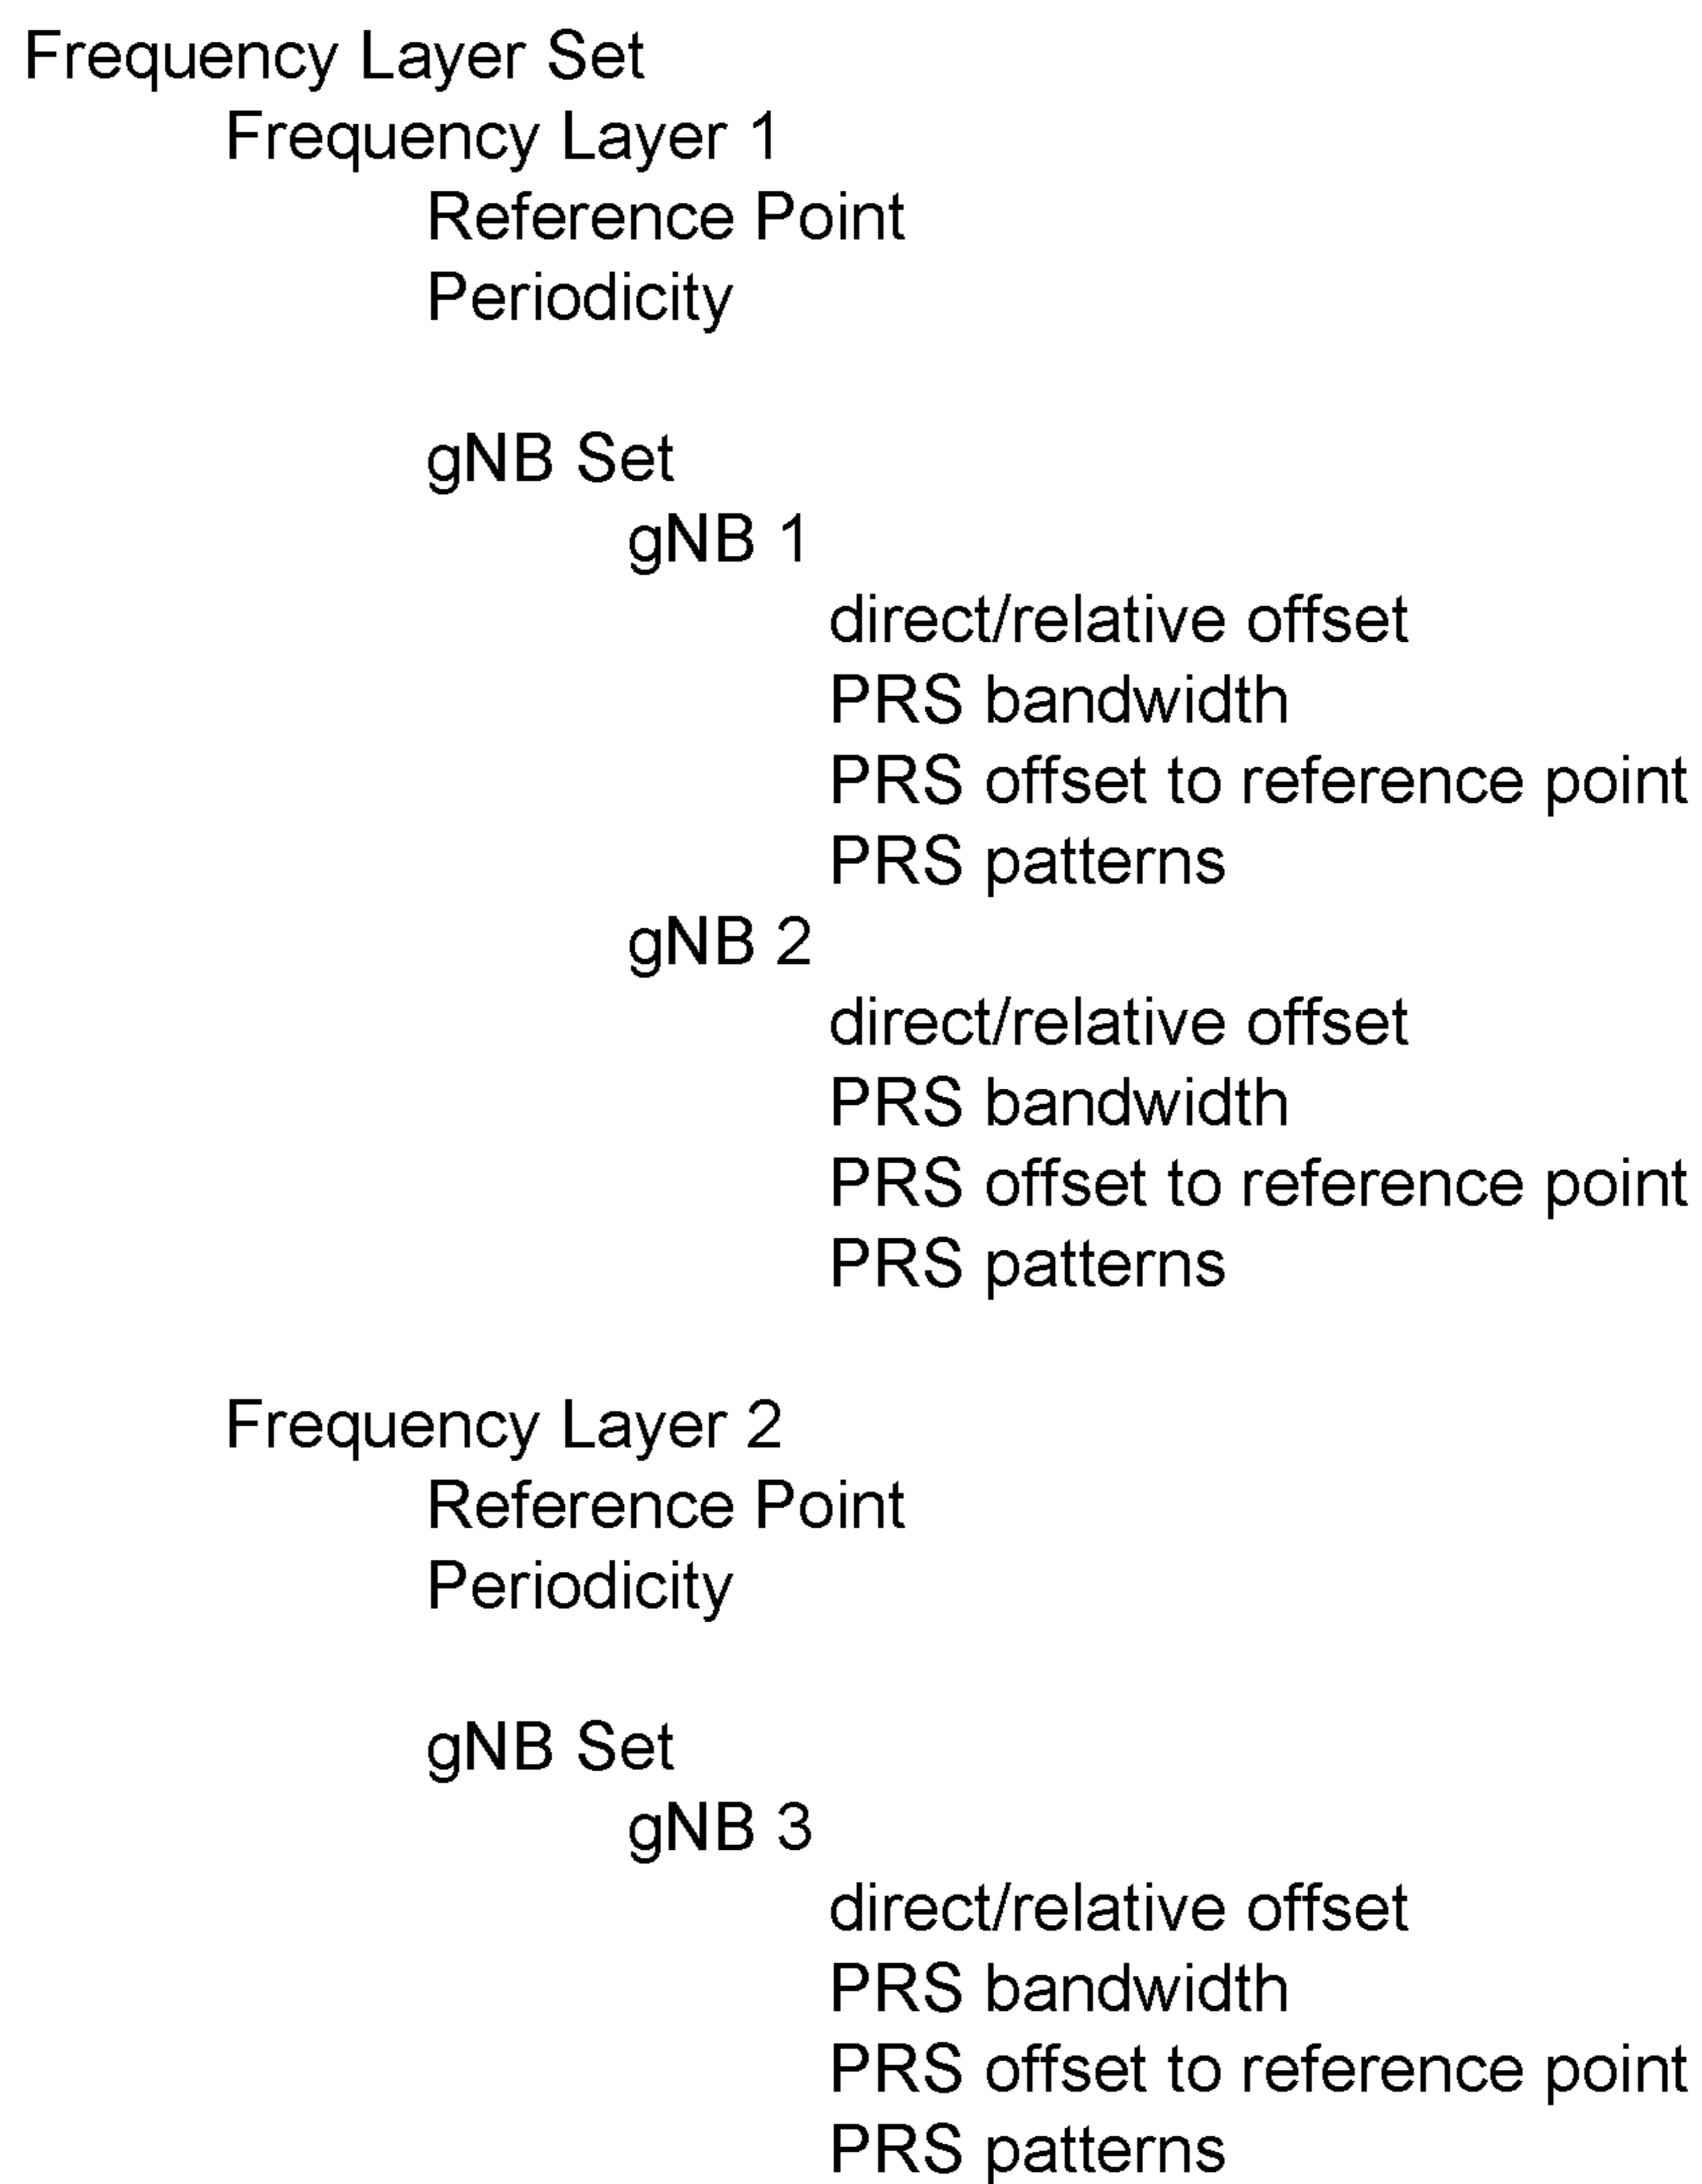 Frequency Layer Set
Frequency Layer 1
Reference Point
Periodicity
gNB Set
gNB 1
direct/relative offset
PRS bandwidth
PRS offset to reference point
PRS patterns
gNB 2
direct/relative offset
PRS bandwidth
PRS offset to reference point
PRS patterns
Frequency Layer 2
Reference Point
Periodicity
gNB Set
gNB 3
direct/relative offset
PRS bandwidth
PRS offset to reference point
PRS patterns